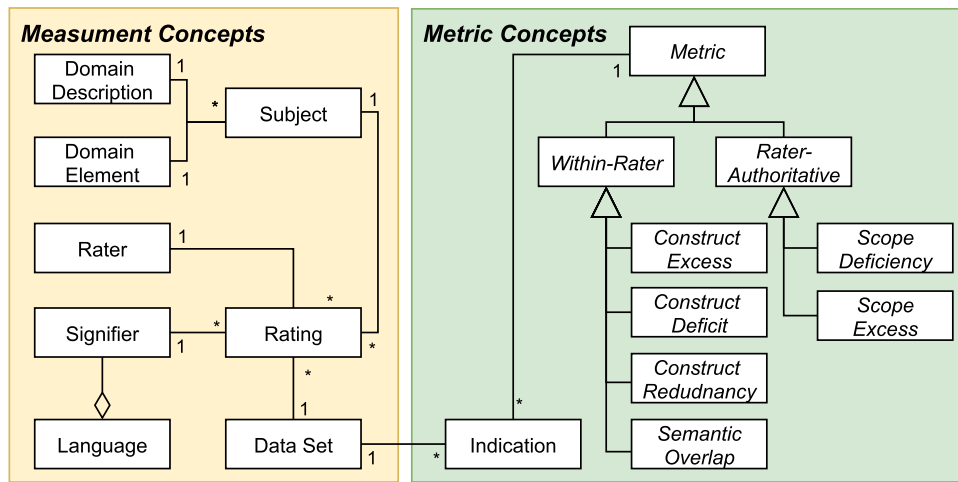 Measument Concepts
Domain
Description
1
*
Subject
1
Domain
Element
1
Rater
1
*
Signifier
1
*
Rating
*
*
Language
1
Data Set
1
Metric Concepts
Metric
1
Within-Rater
Rater-
Authoritative
Construct
Excess
Scope
Deficiency
Construct
Deficit
Scope
Excess
Construct
Redudnancy
*
*
Indication
Semantic
Overlap